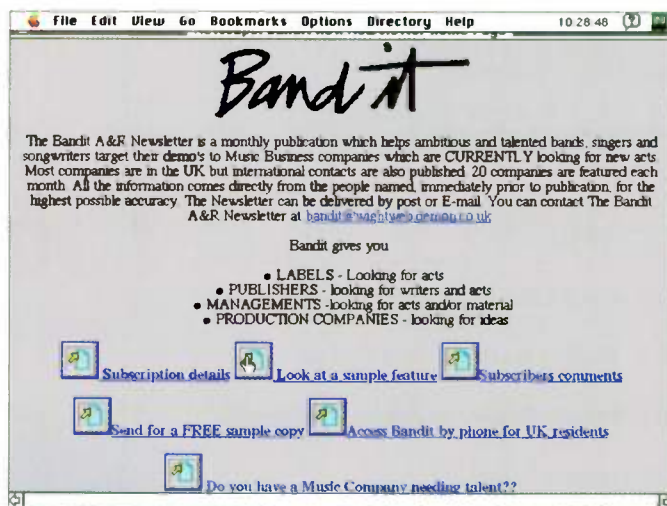 File Edit View Go Bookmarks Options Directory Help 10:28:48
Bandit
The Bandit A&R Newsletter is a monthly publication which helps ambitious and talented bands, singers and
songwriters target their demo's to Music Business companies which are CURRENTLY looking for new acts.
Most companies are in the UK but international contacts are also published. 20 companies are featured each
month. All the information comes directly from the people named, immediately prior to publication, for the
highest possible accuracy. The Newsletter can be delivered by post or E-mail. You can contact The Bandit
A&R Newsletter at bandit@wightweb.demon.co.uk
Bandit gives you
• LABELS - Looking for acts
• PUBLISHERS - looking for writers and acts
• MANAGEMENTS -looking for acts and/or material
• PRODUCTION COMPANIES - looking for ideas
Subscription details Look at a sample feature Subscribers comments
Send for a FREE sample copy Access Bandit by phone for UK residents
Do you have a Music Company needing talent??